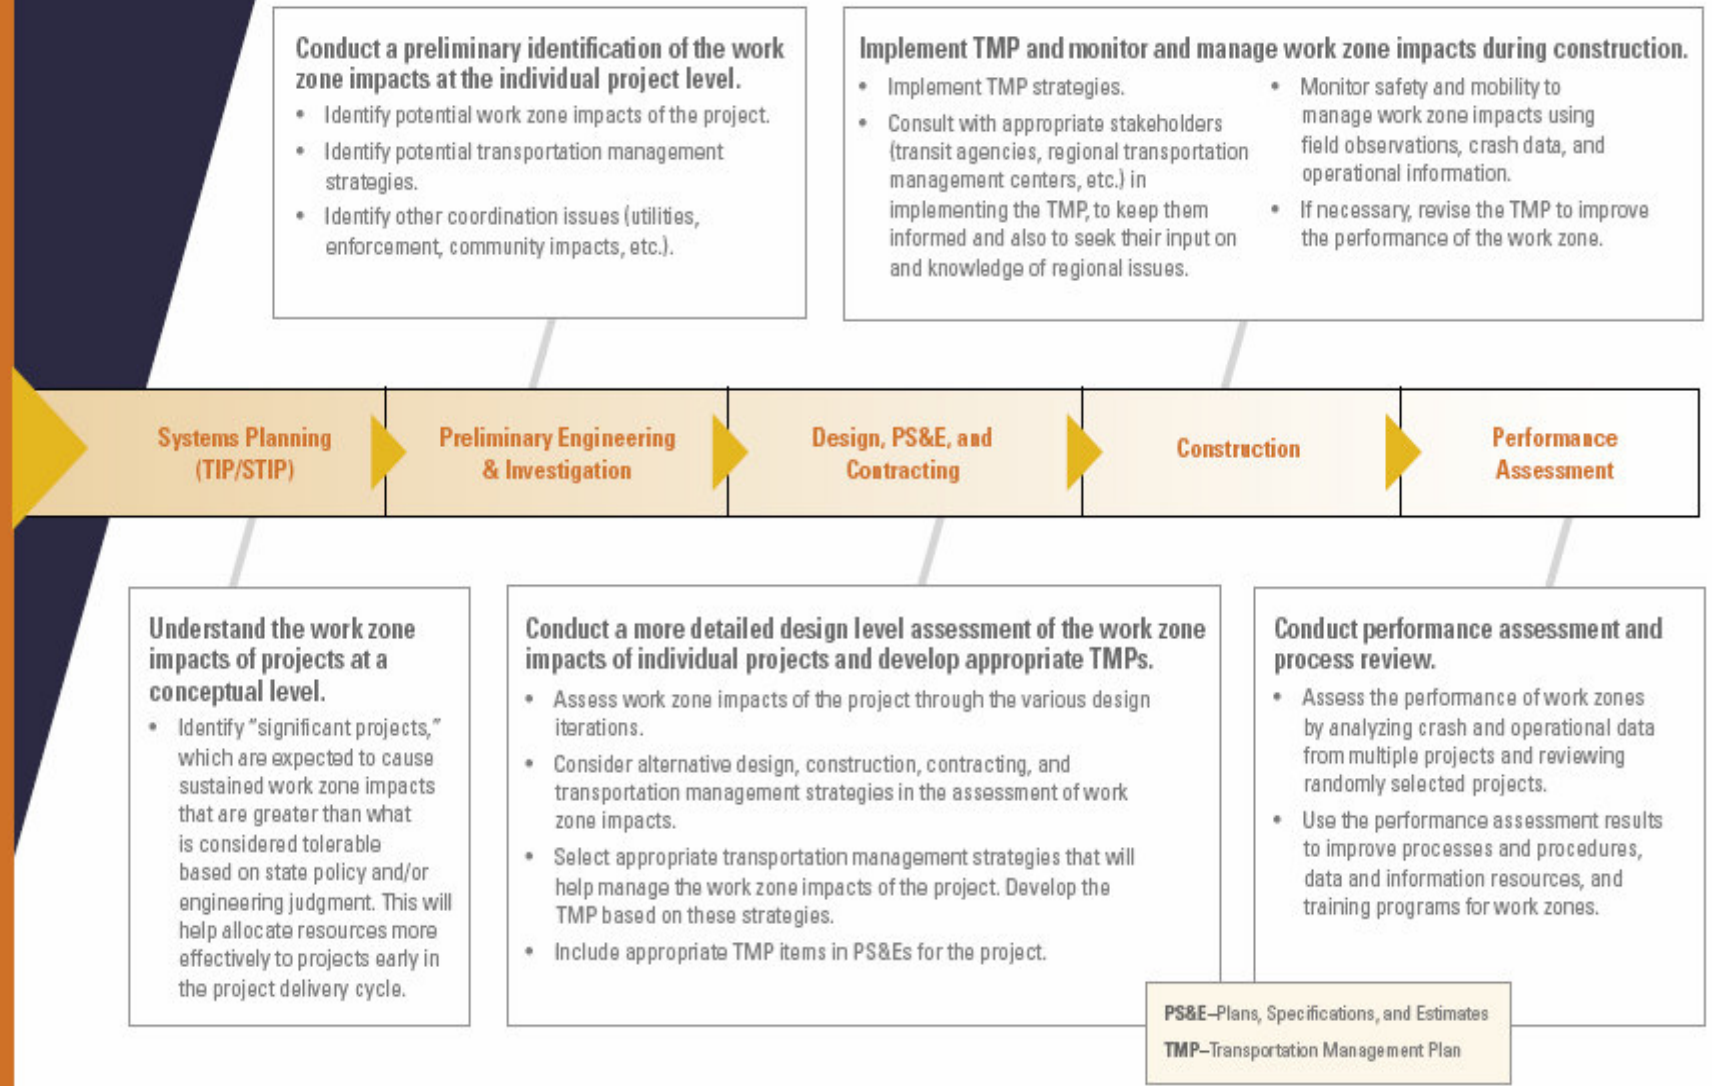 Conduct a preliminary identification of the work
zone impacts at the individual project level.
• Identify potential work zone impacts of the project.
• Identify potential transportation management
strategies.
• Identify other coordination issues (utilities,
enforcement, community impacts, etc.).
Implement TMP and monitor and manage work zone impacts during construction.
• Implement TMP strategies.
• Consult with appropriate stakeholders
(transit agencies, regional transportation
management centers, etc.) in
implementing the TMP, to keep them
informed and also to seek their input on
and knowledge of regional issues.
• Monitor safety and mobility to
manage work zone impacts using
field observations, crash data, and
operational information.
• If necessary, revise the TMP to improve
the performance of the work zone.
Systems Planning
(TIP/STIP)
Preliminary Engineering
& Investigation
Design, PS&E, and
Contracting
Construction
Performance
Assessment
Understand the work zone
impacts of projects at a
conceptual level.
• Identify "significant projects,"
which are expected to cause
sustained work zone impacts
that are greater than what
is considered tolerable
based on state policy and/or
engineering judgment. This will
help allocate resources more
effectively to projects early in
the project delivery cycle.
Conduct a more detailed design level assessment of the work zone
impacts of individual projects and develop appropriate TMPs.
• Assess work zone impacts of the project through the various design
iterations.
• Consider alternative design, construction, contracting, and
transportation management strategies in the assessment of work
zone impacts.
• Select appropriate transportation management strategies that will
help manage the work zone impacts of the project. Develop the
TMP based on these strategies.
• Include appropriate TMP items in PS&Es for the project.
Conduct performance assessment and
process review.
• Assess the performance of work zones
by analyzing crash and operational data
from multiple projects and reviewing
randomly selected projects.
• Use the performance assessment results
to improve processes and procedures,
data and information resources, and
training programs for work zones.
PS&E–Plans, Specifications, and Estimates
TMP–Transportation Management Plan